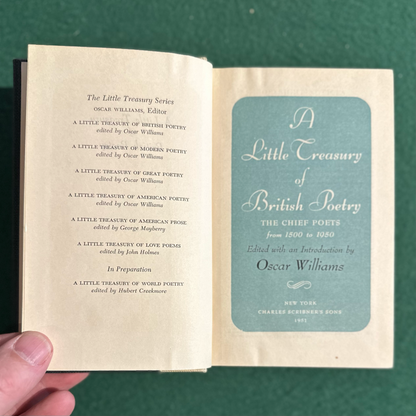 The Little Treasury Series
OSCAR WILLIAMS, Editor
A LITTLE TREASURY OF BRITISH POETRY
edited by Oscar Williams
A LITTLE TREASURY OF MODERN POETRY
edited by Oscar Williams
A LITTLE TREASURY OF GREAT POETRY
edited by Oscar Williams
A LITTLE TREASURY OF AMERICAN POETRY
edited by Oscar Williams
A LITTLE TREASURY OF AMERICAN PROSE
edited by George Mayberry
A LITTLE TREASURY OF LOVE POEMS
edited by John Holmes
In Preparation
A LITTLE TREASURY OF WORLD POETRY
edited by Hubert Creekmore
A
Little Treasury
of
British Poetry
THE CHIEF POETS
from 1500 to 1950
Edited with an Introduction by
Oscar Williams
NEW YORK
CHARLES SCRIBNER'S SONS